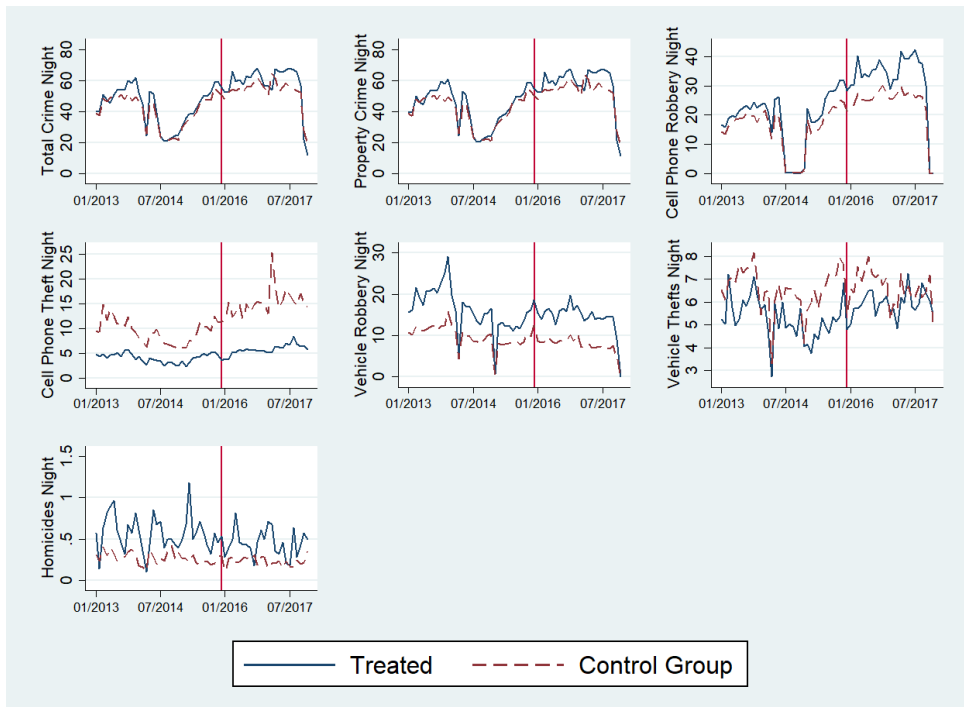 Total Crime Night
80
60
40
20
0
01/2013 07/2014 01/2016 07/2017
Property Crime Night
80
60
40
20
0
01/2013 07/2014 01/2016 07/2017
Cell Phone Robbery Night
40
30
20
10
0
01/2013 07/2014 01/2016 07/2017
Cell Phone Theft Night
25
20
15
10
5
0
01/2013 07/2014 01/2016 07/2017
Vehicle Robbery Night
30
20
10
0
01/2013 07/2014 01/2016 07/2017
Vehicle Thefts Night
8
7
6
5
4
3
01/2013 07/2014 01/2016 07/2017
Homicides Night
1.5
1
.5
0
01/2013 07/2014 01/2016 07/2017
Treated Control Group